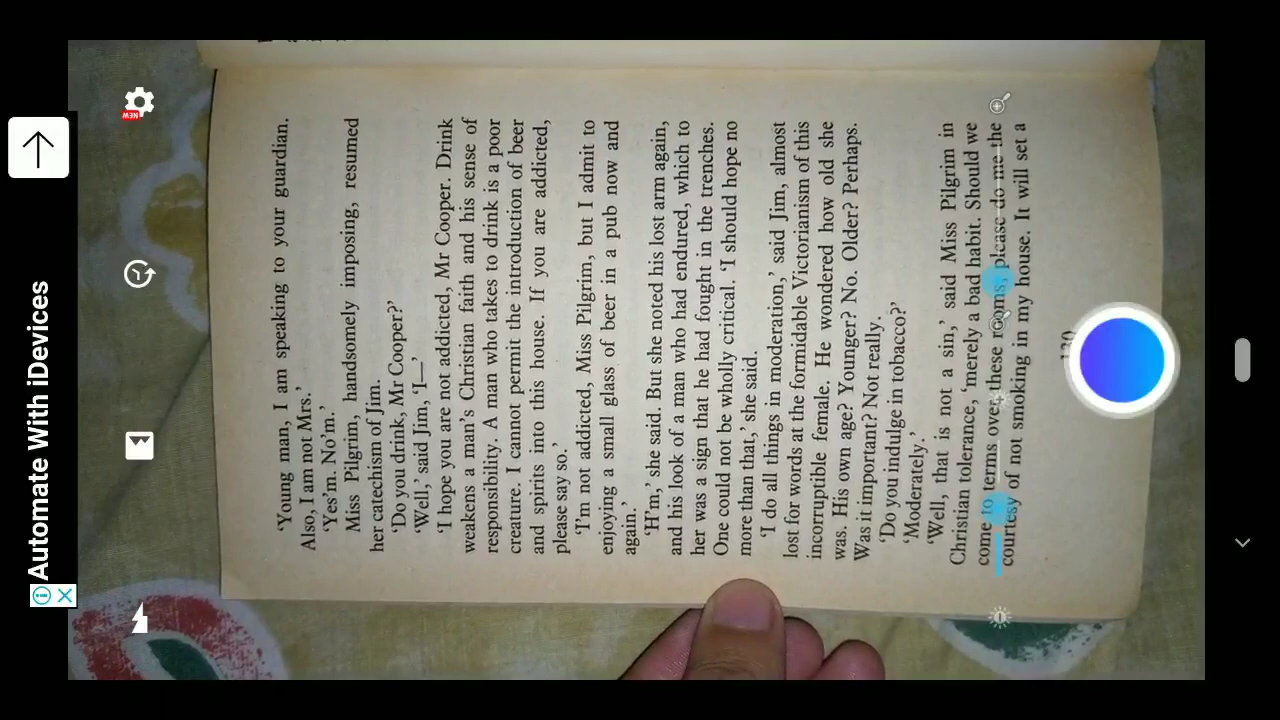 Automate With iDevices
NEW
'Young man, I am speaking to your guardian.
Also, I am not Mrs.'
'Yes'm. No'm.'
Miss Pilgrim, handsomely imposing, resumed
her catechism of Jim.
'Do you drink, Mr Cooper?'
'Well,' said Jim, 'I—'
'I hope you are not addicted, Mr Cooper. Drink
weakens a man's Christian faith and his sense of
responsibility. A man who takes to drink is a poor
creature. I cannot permit the introduction of beer
and spirits into this house. If you are addicted,
please say so.'
'I'm not addicted, Miss Pilgrim, but I admit to
enjoying a small glass of beer in a pub now and
again.'
'H'm,' she said. But she noted his lost arm again,
and his look of a man who had endured, which to
her was a sign that he had fought in the trenches.
One could not be wholly critical. 'I should hope no
more than that,' she said.
'I do all things in moderation,' said Jim, almost
lost for words at the formidable Victorianism of this
incorruptible female. He wondered how old she
was. His own age? Younger? No. Older? Perhaps.
Was it important? Not really.
'Do you indulge in tobacco?'
'Moderately.'
'Well, that is not a sin,' said Miss Pilgrim in
Christian tolerance, 'merely a bad habit. Should we
come to terms over these rooms, please do me the
courtesy of not smoking in my house. It will set a